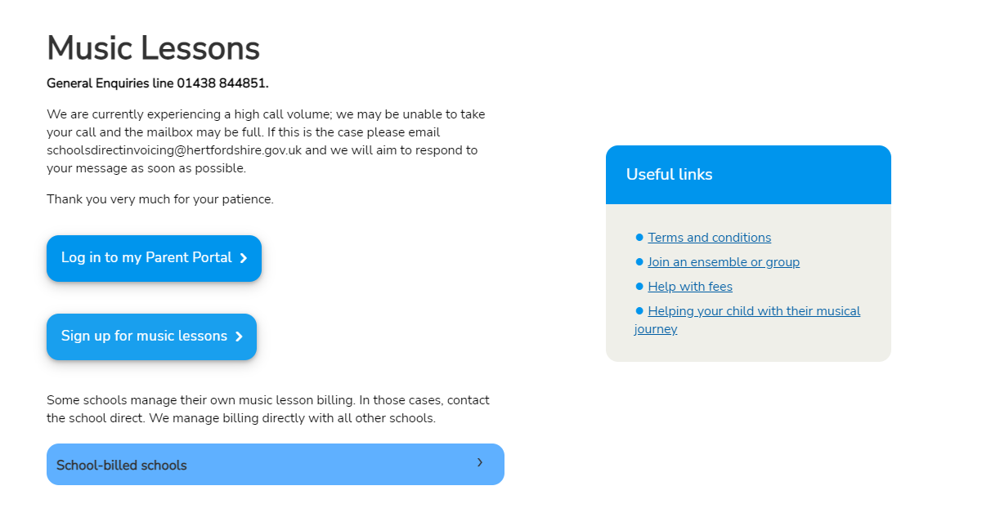 Music Lessons
General Enquiries line 01438 844851.
We are currently experiencing a high call volume; we may be unable to take
your call and the mailbox may be full. If this is the case please email
schoolsdirectinvoicing@hertfordshire.gov.uk and we will aim to respond to
your message as soon as possible.
Thank you very much for your patience.
Log in to my Parent Portal
Sign up for music lessons
Some schools manage their own music lesson billing. In those cases, contact
the school direct. We manage billing directly with all other schools.
School-billed schools
Useful links
Terms and conditions
Join an ensemble or group
Help with fees
Helping your child with their musical
journey